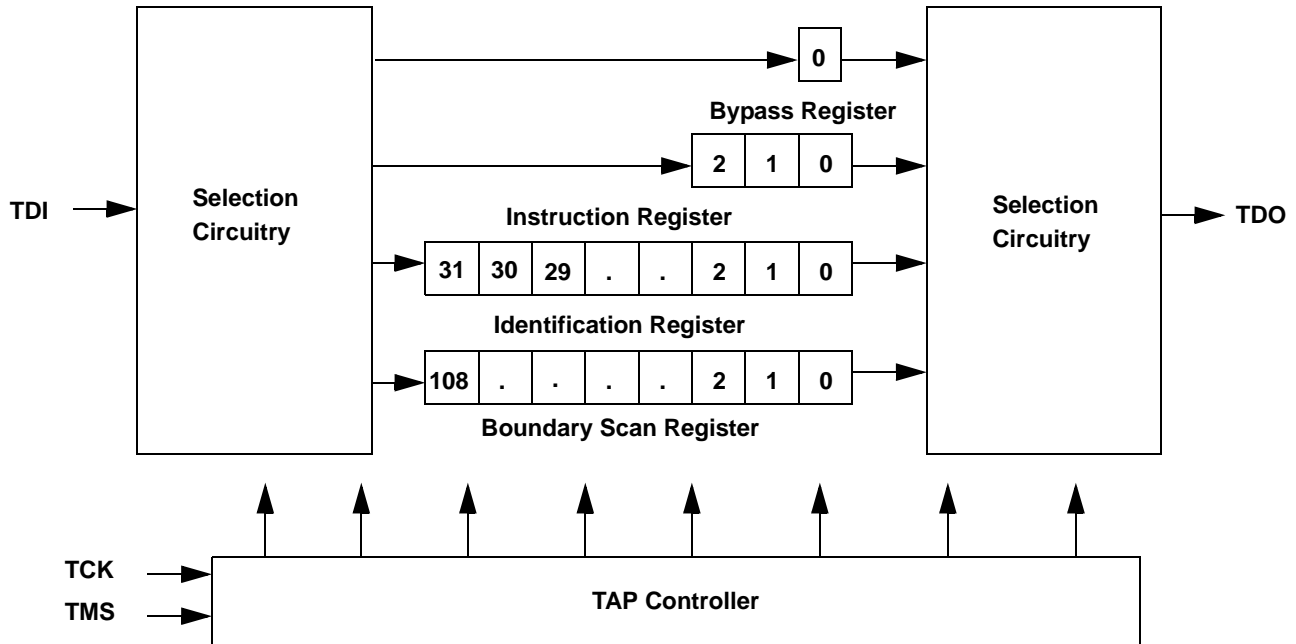 0
Bypass Register
2 1 0
TDI
Selection
Circuitry
Instruction Register
Selection
Circuitry
TDO
31 30 29 . . 2 1 0
Identification Register
108 . . . . 2 1 0
Boundary Scan Register
TCK
TMS
TAP Controller